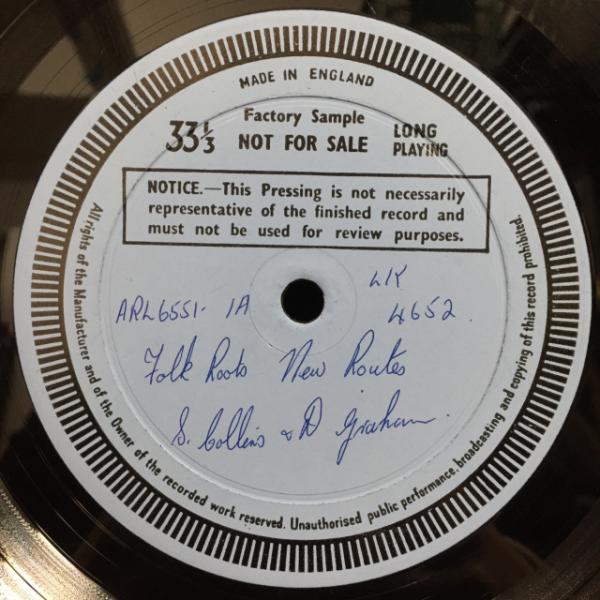 MADE IN ENGLAND
Factory Sample
33⅓ NOT FOR SALE LONG PLAYING
NOTICE.—This Pressing is not necessarily
representative of the finished record and
must not be used for review purposes.
ARL6551- 1A
LK
4652.
Folk Roots New Routes
S. Collins & D Graham.
All rights of the Manufacturer and of the Owner of the recorded work reserved. Unauthorised public performance, broadcasting and copying of this record prohibited.